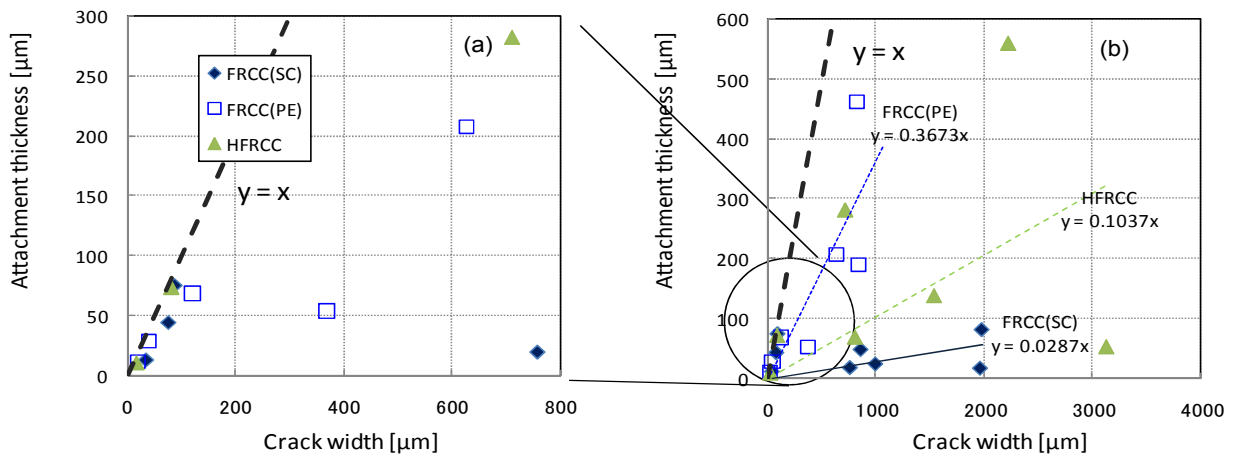 300
250
200
150
100
50
0
0 200 400 600 800
Attachment thickness [µm]
Crack width [µm]
(a)
FRCC(SC)
FRCC(PE)
HFRCC
y = x
600
500
400
300
200
100
0
0 1000 2000 3000 4000
Attachment thickness [µm]
Crack width [µm]
(b)
y = x
FRCC(PE)
y = 0.3673x
HFRCC
y = 0.1037x
FRCC(SC)
y = 0.0287x